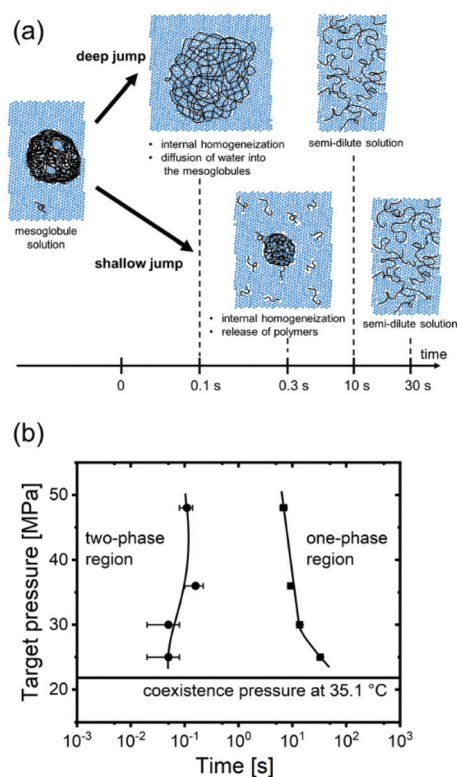 (a)
deep jump
• internal homogeneization
• diffusion of water into
the mesoglobules
semi-dilute solution
mesoglobule
solution
shallow jump
• internal homogeneization
• release of polymers
semi-dilute solution
time
0
0.1 s
0.3 s
10 s
30 s
(b)
Target pressure [MPa]
50
40
30
20
two-phase
region
one-phase
region
coexistence pressure at 35.1 °C
10-3
10-2
10-1
100
101
102
103
Time [s]